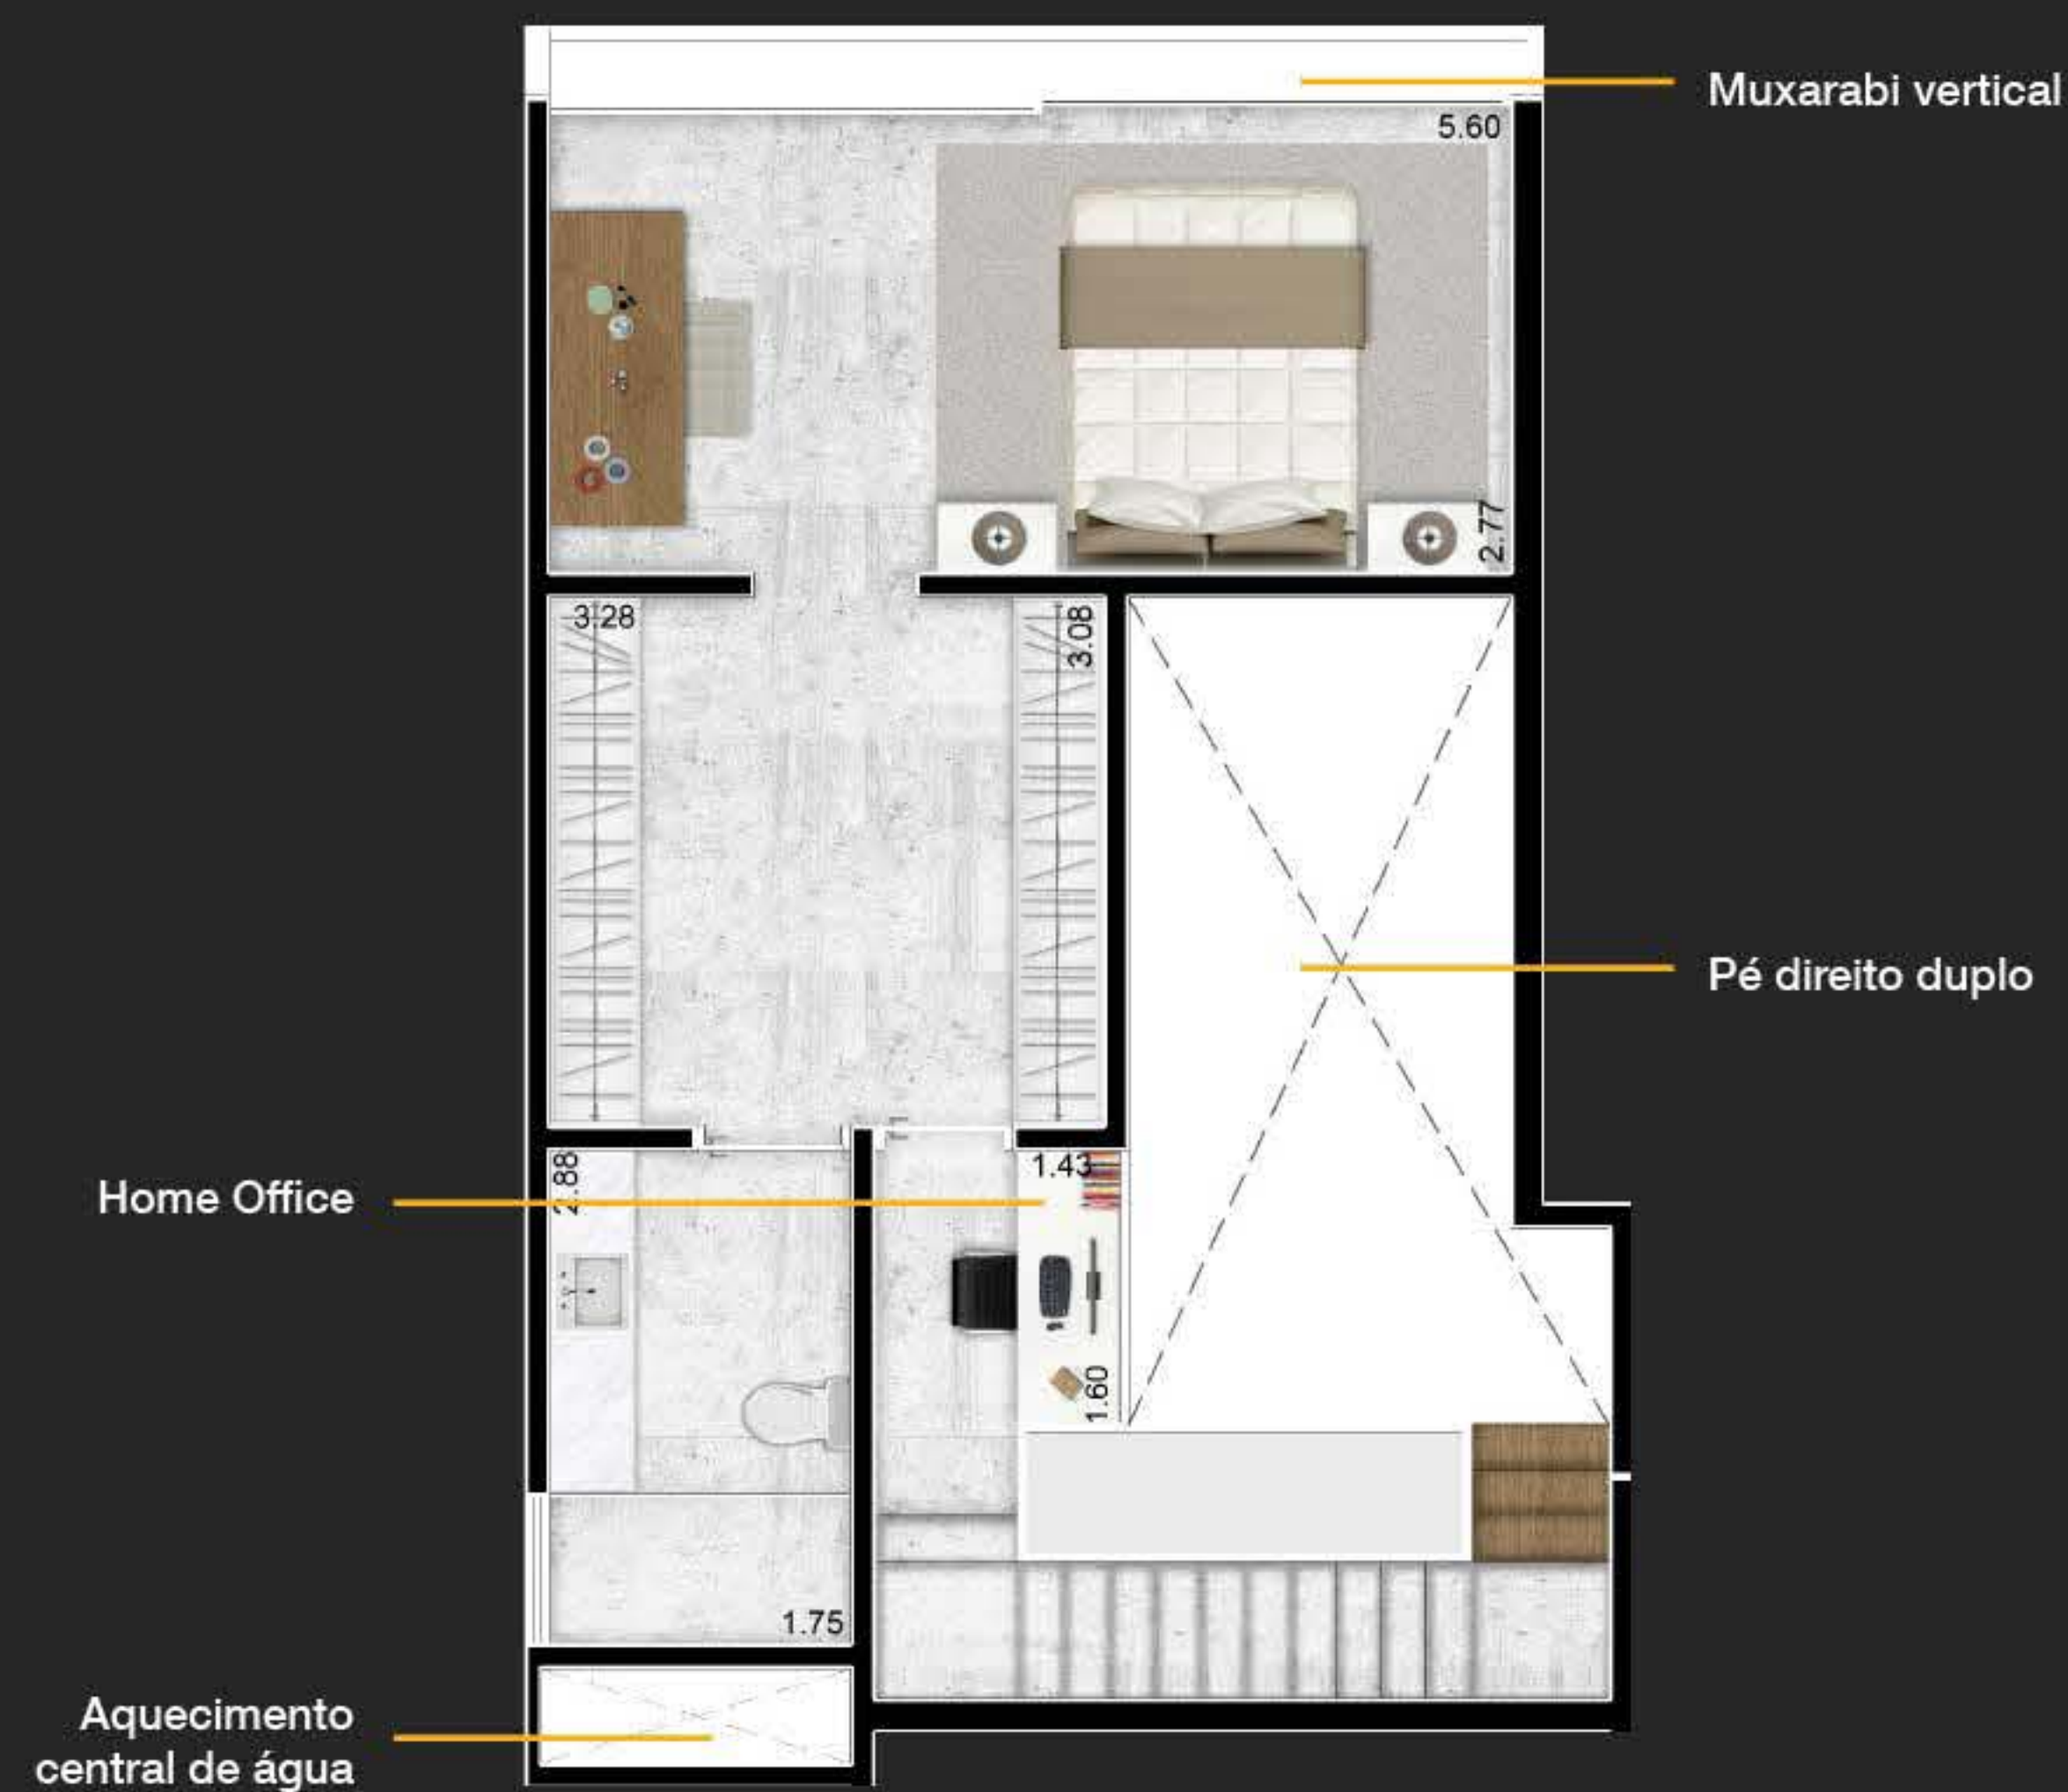 Muxarabi vertical
5.60
2.77
3.28
3.08
Pé direito duplo
2.88
1.43
Home Office
1.60
1.75
Aquecimento
central de água